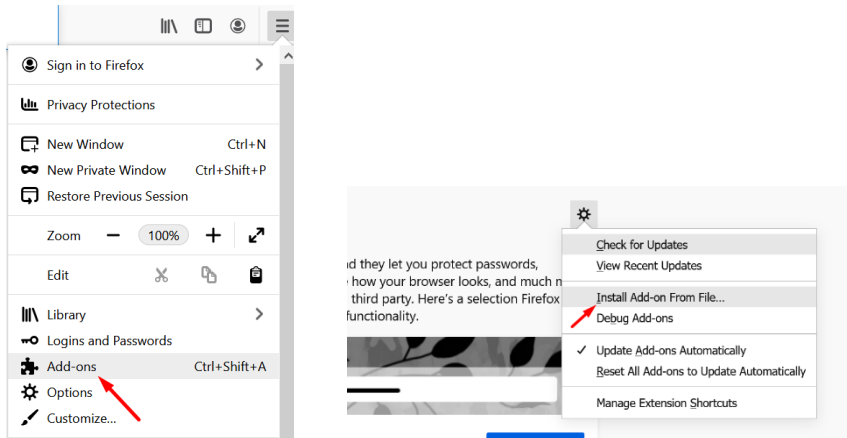 Sign in to Firefox
Privacy Protections
New Window Ctrl+N
New Private Window Ctrl+Shift+P
Restore Previous Session
Zoom 100%
Edit
Library
Logins and Passwords
Add-ons Ctrl+Shift+A
Options
Customize...
d they let you protect passwords,
how your browser looks, and much m
third party. Here's a selection Firefox
functionality.
Check for Updates
View Recent Updates
Install Add-on From File...
Debug Add-ons
Update Add-ons Automatically
Reset All Add-ons to Update Automatically
Manage Extension Shortcuts